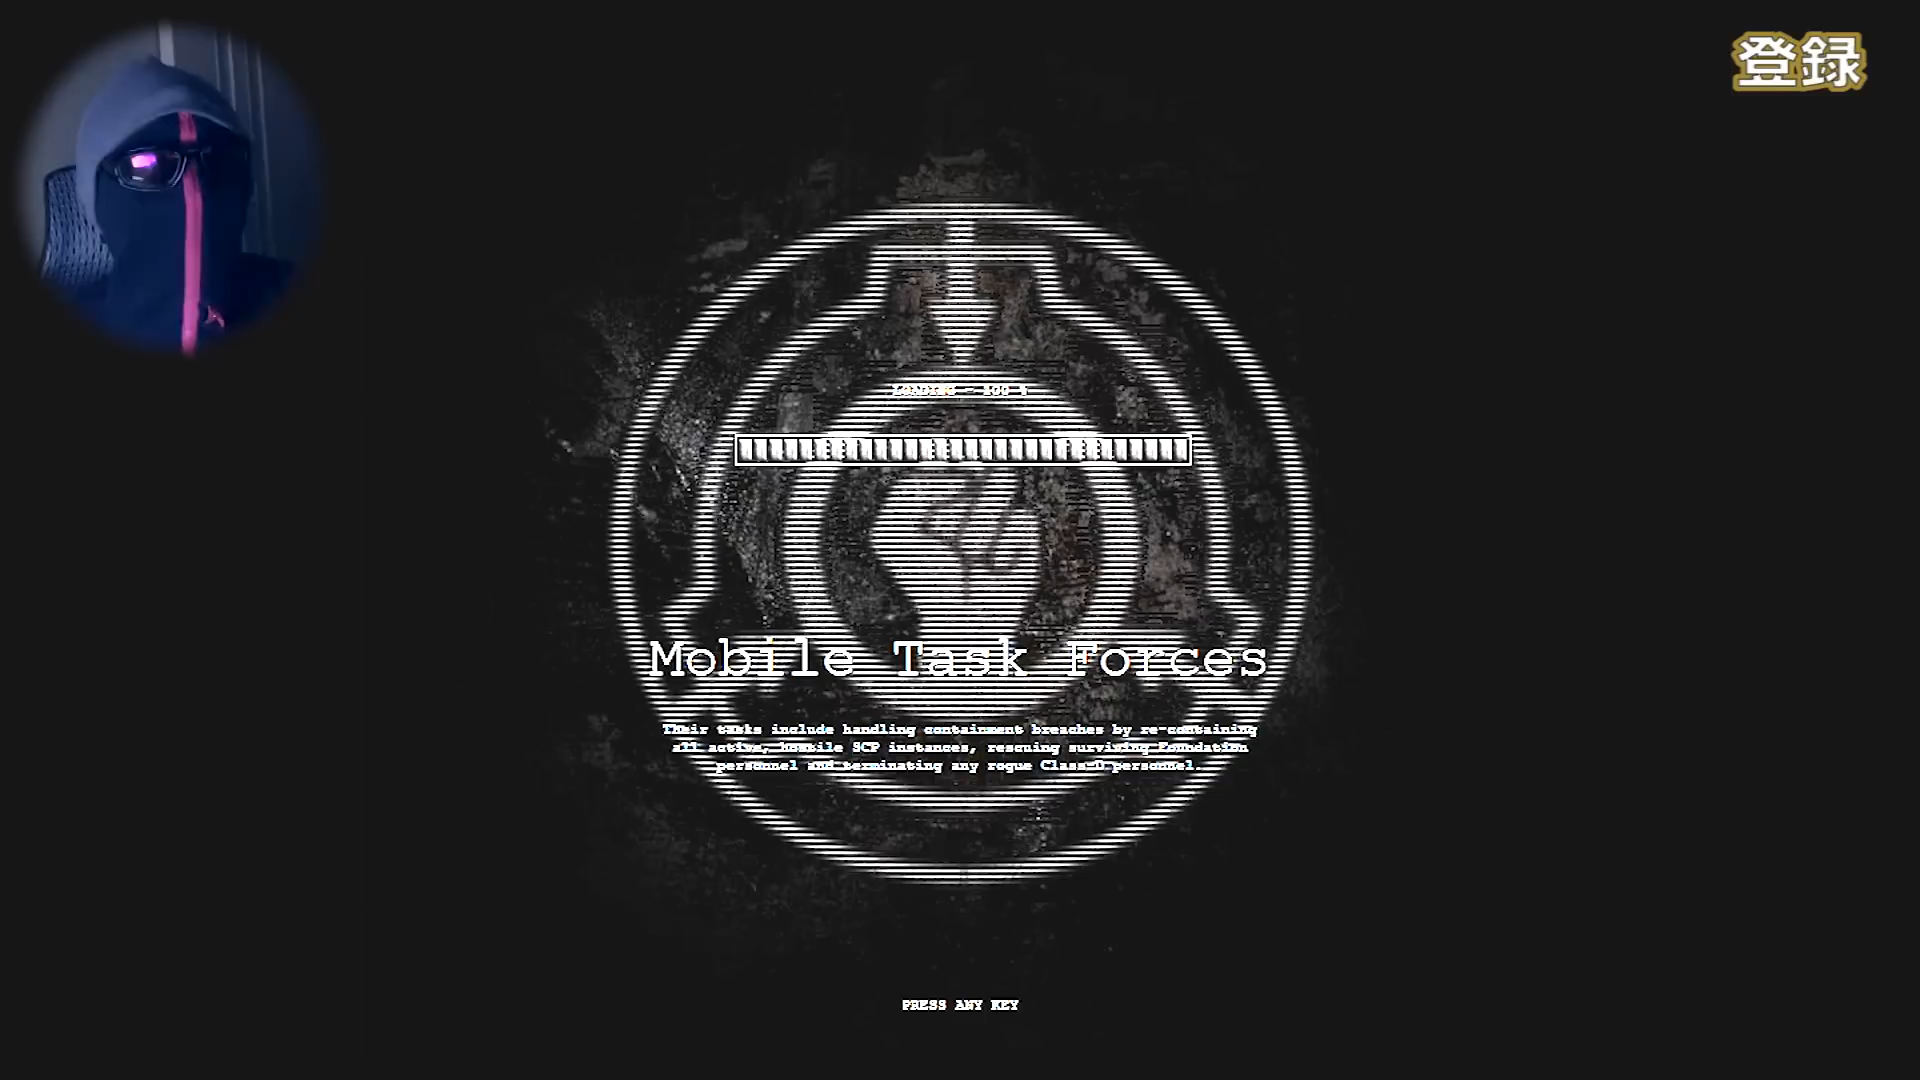 登録
LOADING - 100 %
Mobile Task Forces
Their tasks include handling containment breaches by re-containing
all active, hostile SCP instances, rescuing surviving Foundation
personnel and terminating any rogue Class-D personnel.
PRESS ANY KEY